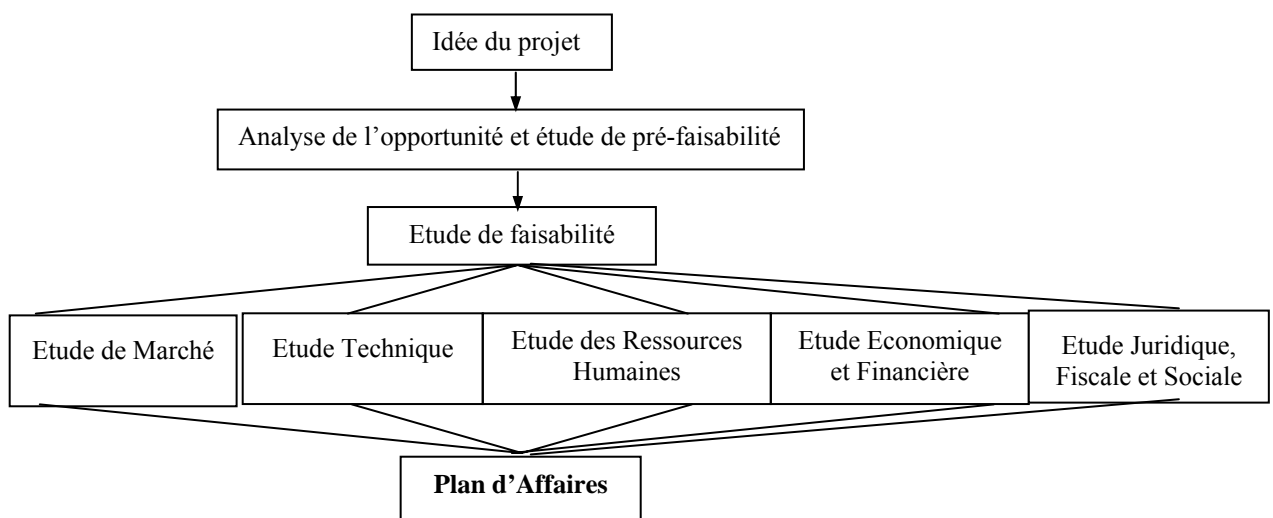 Idée du projet
Analyse de l’opportunité et étude de pré-faisabilité
Etude de faisabilité
Etude de Marché
Etude Technique
Etude des Ressources
Humaines
Etude Economique
et Financière
Etude Juridique,
Fiscale et Sociale
Plan d’Affaires